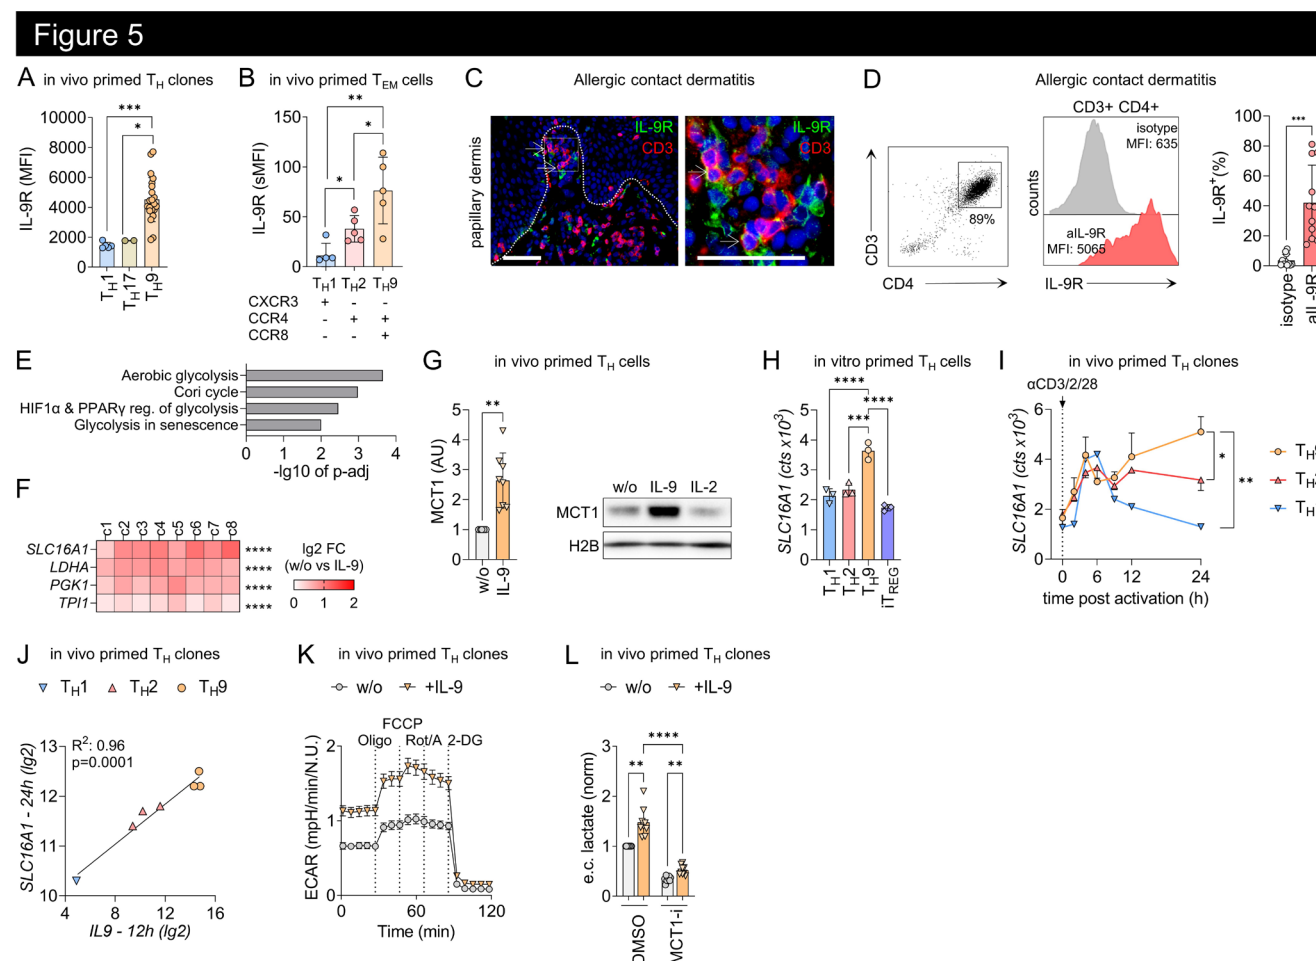 Figure 5
A in vivo primed TH clones
IL-9R (MFI)
10000
8000
6000
4000
2000
0
***
*
TH1
TH17
TH9
B in vivo primed TEM cells
IL-9R (sMFI)
150
100
50
0
**
*
*
TH1 TH2 TH9
CXCR3 + - -
CCR4 - + +
CCR8 - - +
C Allergic contact dermatitis
papillary dermis
IL-9R
CD3
IL-9R
CD3
D Allergic contact dermatitis
CD3
CD4
89%
CD3+ CD4+
counts
isotype
MFI: 635
aIL-9R
MFI: 5065
IL-9R
IL-9R+(%)
100
80
60
40
20
0
***
isotype
aIL-9R
E
Aerobic glycolysis
Cori cycle
HIF1α & PPARγ reg. of glycolysis
Glycolysis in senescence
0 1 2 3 4
-lg10 of p-adj
F
c1 c2 c3 c4 c5 c6 c7 c8
SLC16A1 ****
LDHA ****
PGK1 ****
TPI1 ****
lg2 FC
(w/o vs IL-9)
0 1 2
G in vivo primed TH cells
MCT1 (AU)
5
4
3
2
1
0
**
w/o
IL-9
w/o IL-9 IL-2
MCT1
H2B
H in vitro primed TH cells
SLC16A1 (cts x10³)
5
4
3
2
1
0
****
****
***
TH1
TH2
TH9
iTREG
I in vivo primed TH clones
αCD3/2/28
SLC16A1 (cts x10³)
6
4
2
0
0 6 12 24
time post activation (h)
*
**
TH
TH
TH
J in vivo primed TH clones
TH1 TH2 TH9
R²: 0.96
p=0.0001
SLC16A1 - 24h (lg2)
13
12
11
10
4 8 12 16
IL9 - 12h (lg2)
K in vivo primed TH clones
w/o +IL-9
FCCP
Oligo Rot/A 2-DG
ECAR (mpH/min/N.U.)
2
1
0
0 60 120
Time (min)
L in vivo primed TH clones
w/o +IL-9
e.c. lactate (norm)
3
2
1
0
****
** **
DMSO
MCT1-i